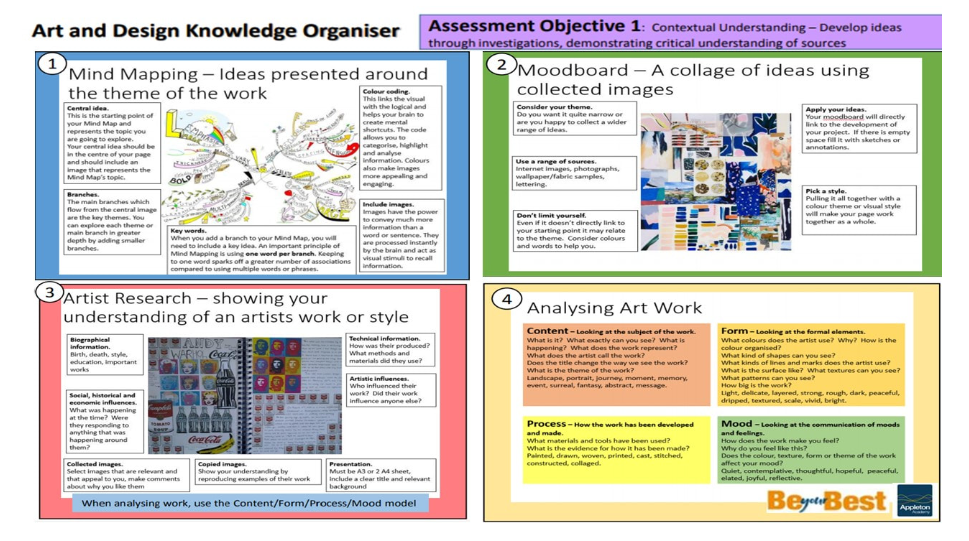 Art and Design Knowledge Organiser
Assessment Objective 1: Contextual Understanding – Develop ideas
through investigations, demonstrating critical understanding of sources
1
Mind Mapping – Ideas presented around
the theme of the work
Central idea.
This is the starting point of
your Mind Map and
represents the topic you
are going to explore.
Your central idea should be
in the centre of your page
and should include an
image that represents the
Mind Map's topic.
Branches.
The main branches which
flow from the central image
are the key themes. You
can explore each theme or
main branch in greater
depth by adding smaller
branches.
Key words.
When you add a branch to your Mind Map, you will
need to include a key idea. An important principle of
Mind Mapping is using one word per branch. Keeping
to one word sparks off a greater number of associations
compared to using multiple words or phrases.
Colour coding.
This links the visual
with the logical and
helps your brain to
create mental
shortcuts. The code
allows you to
categorise, highlight
and analyse
information. Colours
also make images
more appealing and
engaging.
Include images.
Images have the power
to convey much more
information than a
word or sentence. They
are processed instantly
by the brain and act as
visual stimuli to recall
information.
2
Moodboard – A collage of ideas using
collected images
Consider your theme.
Do you want it quite narrow or
or are you happy to collect a wider
range of ideas.
Use a range of sources.
Internet images, photographs,
wallpaper/fabric samples,
lettering.
Don't limit yourself.
Even if it doesn't directly link to
your starting point it may relate
to the theme. Consider colours
and words to help you.
Apply your ideas.
Your moodboard will directly
link to the development of
your project. If there is empty
space fill it with sketches or
annotations.
Pick a style.
Pulling it all together with a
colour theme or visual style
will make your page work
together as a whole.
3
Artist Research – showing your
understanding of an artists work or style
Biographical
information.
Birth, death, style,
education, important
works
Social, historical and
economic influences.
What was happening
at the time? Were
they responding to
anything that was
happening around
them?
Technical information.
How was their produced?
What methods and
materials did they use?
Artistic influences.
Who influenced their
work? Did their work
influence anyone else?
Collected images.
Select images that are relevant and
that appeal to you, make comments
about why you like them
Copied images.
Show your understanding by
reproducing examples of their work
Presentation.
Must be A3 or 2 A4 sheet,
Include a clear title and relevant
background
When analysing work, use the Content/Form/Process/Mood model
4
Analysing Art Work
Content – Looking at the subject of the work.
What is it? What exactly can you see? What is
happening? What does the work represent?
What does the artist call the work?
Does the title change the way we see the work?
What is the theme of the work?
Landscape, portrait, journey, moment, memory,
event, surreal, fantasy, abstract, message.
Form – Looking at the formal elements.
What colours does the artist use? Why? How is the
colour organised?
What kind of shapes can you see?
What kinds of lines and marks does the artist use?
What is the surface like? What textures can you see?
What patterns can you see?
How big is the work?
Light, delicate, layered, strong, rough, dark, peaceful,
dripped, textured, scale, vivid, bright.
Process – How the work has been developed
and made.
What materials and tools have been used?
What is the evidence for how it has been made?
Painted, drawn, woven, printed, cast, stitched,
constructed, collaged.
Mood – Looking at the communication of moods
and feelings.
How does the work make you feel?
Why do you feel like this?
Does the colour, texture, form or theme of the work
affect your mood?
Quiet, contemplative, thoughtful, hopeful, peaceful,
elated, joyful, reflective.
Be your Best
Appleton
Academy